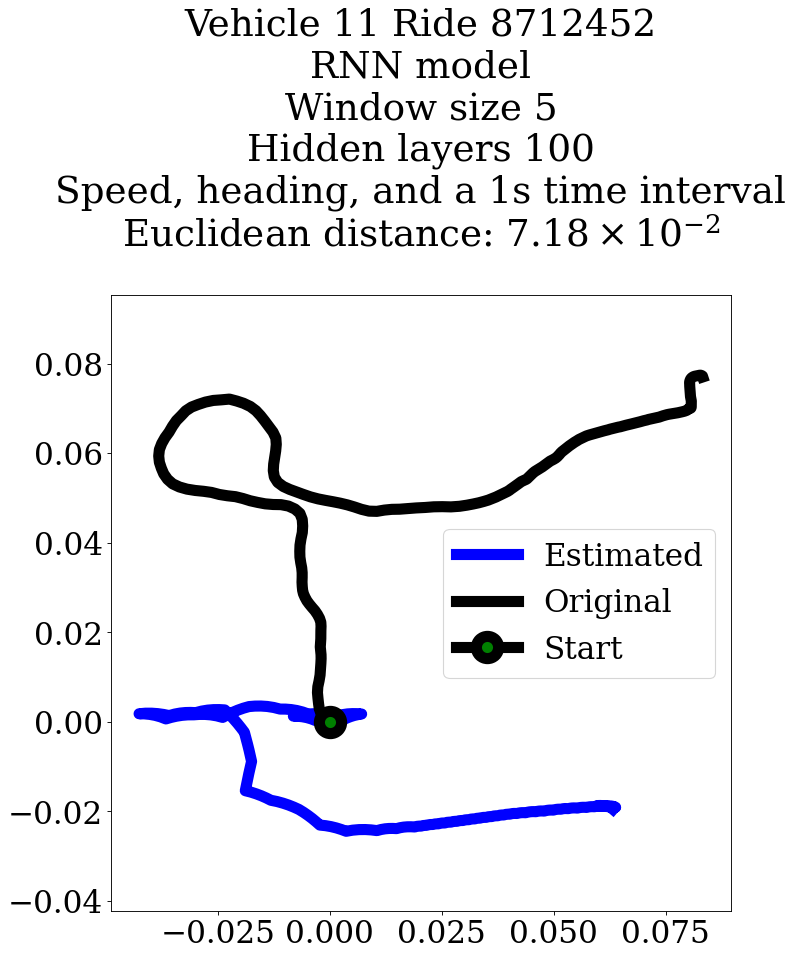 Vehicle 11 Ride 8712452
RNN model
Window size 5
Hidden layers 100
Speed, heading, and a 1s time interval
Euclidean distance: 7.18 × 10⁻²
0.08
0.06
0.04
0.02
0.00
−0.02
−0.04
Estimated
Original
Start
−0.025 0.000 0.025 0.050 0.075